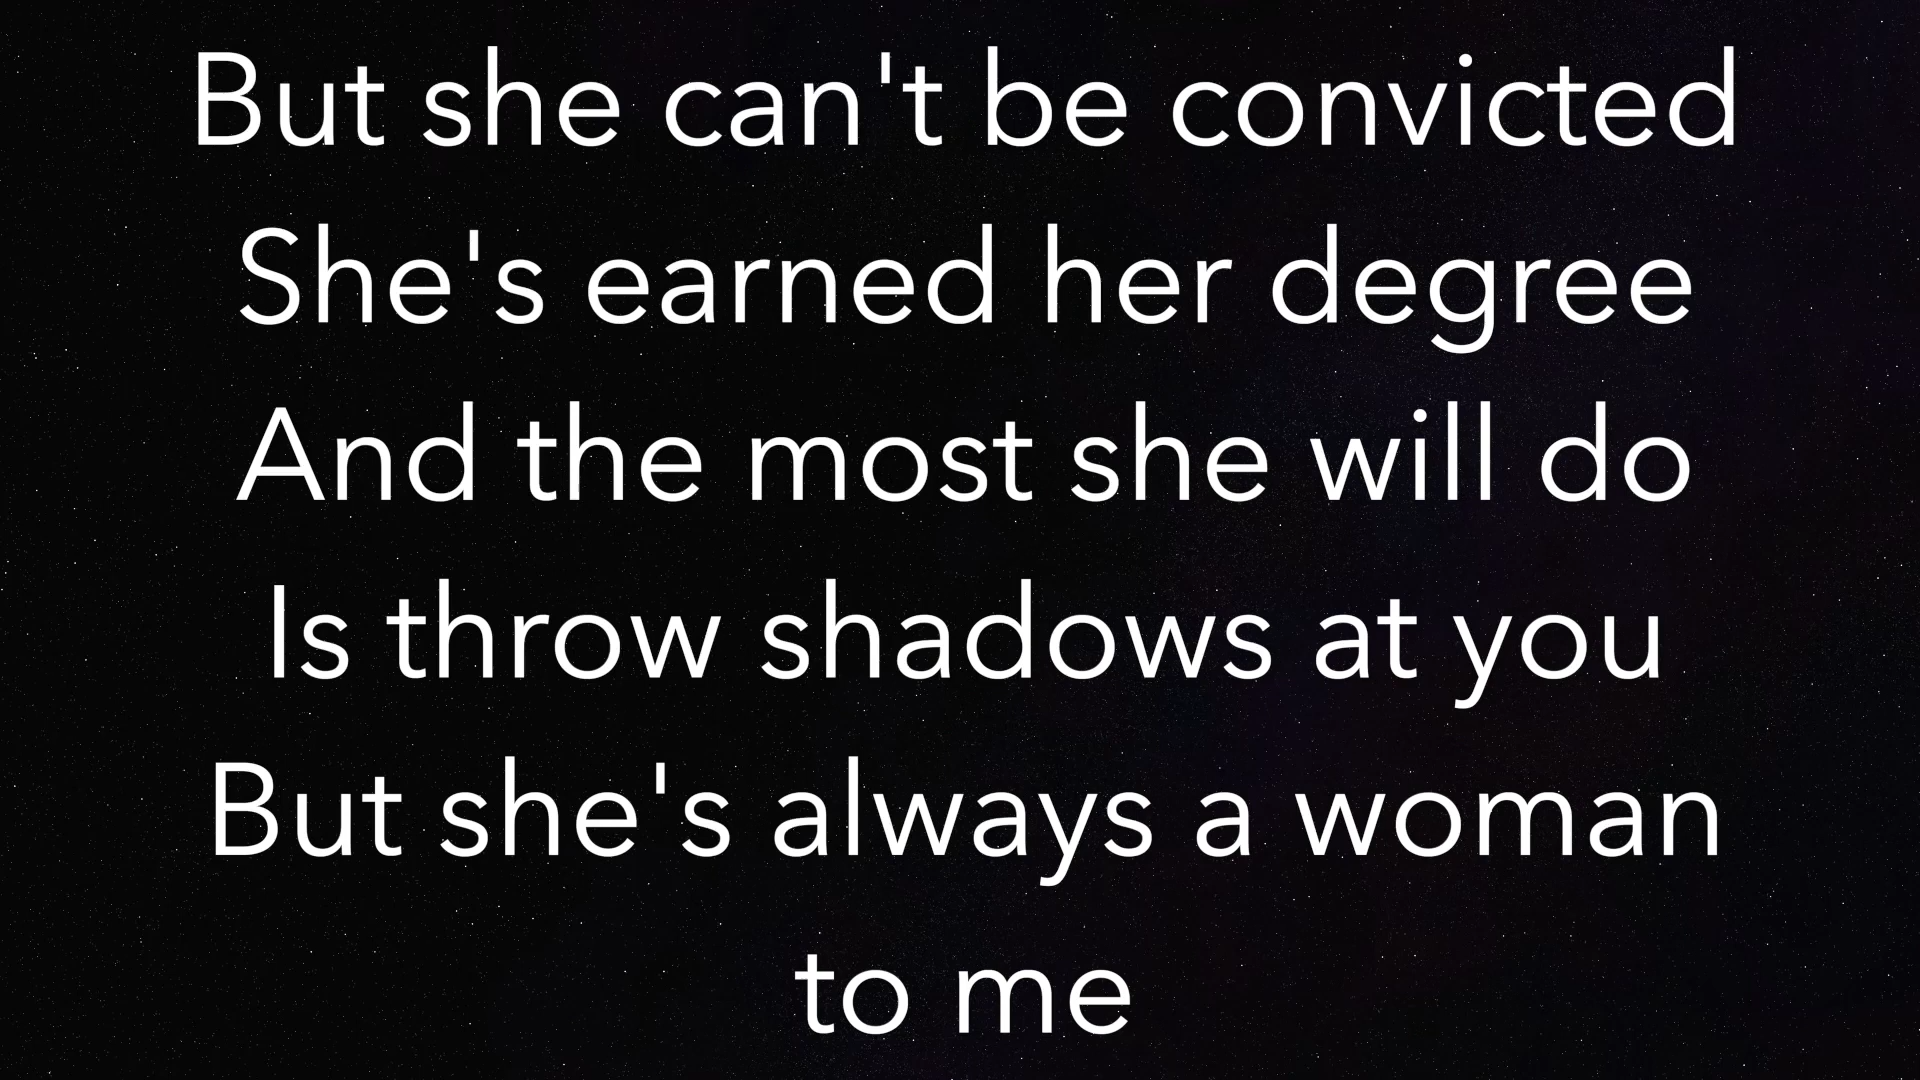 But she can't be convicted
She's earned her degree
And the most she will do
Is throw shadows at you
But she's always a woman
to me